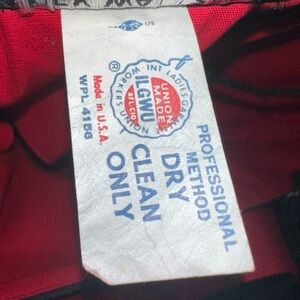 175
INT'L LADIES GARMENT
WORKERS UNION
UNION
MADE
ILGWU
AFL·CIO
®
Made in U.S.A.
WPL 4156
PROFESSIONAL
METHOD
DRY
CLEAN
ONLY